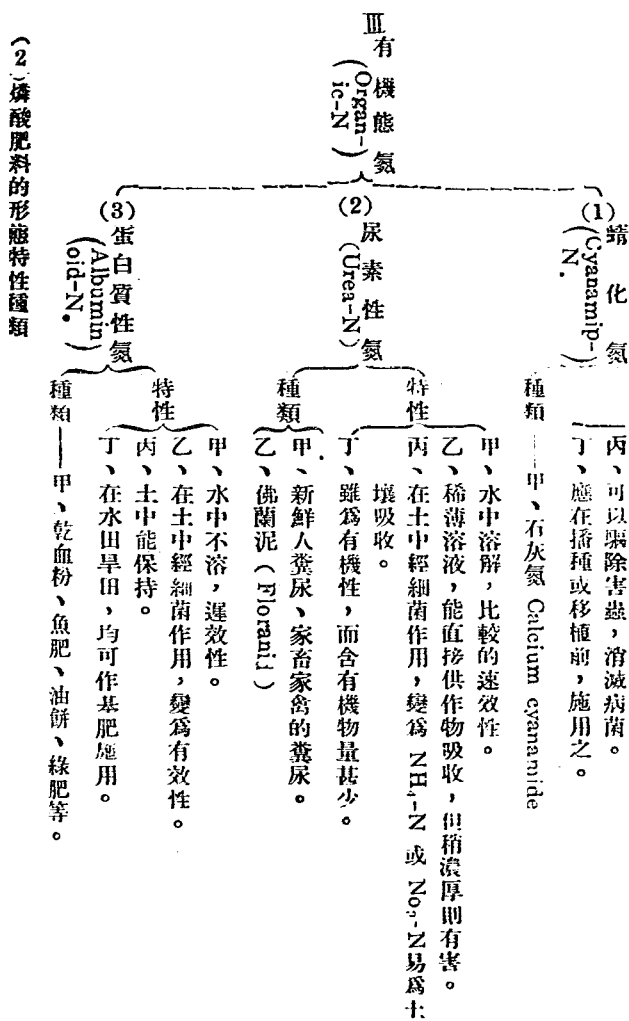 III 有機態氮 (Organic-N)
(1) 蜻化氮 (Cyanamip-N.)
丙、可以驅除害蟲，消滅病菌。
丁、應在播種或移植前，施用之。
種類——甲、石灰氮 Calcium cyanamide
(2) 尿素性氮 (Urea-N)
特性
甲、水中溶解，比較的速效性。
乙、稀薄溶液，能直接供作物吸收，但稍濃厚則有害。
丙、在土中經細菌作用，變爲 NH₄-N 或 No₃-N易爲土
壤吸收。
丁、雖爲有機性，而含有機物量甚少。
種類
甲、新鮮人糞尿、家畜家禽的糞尿。
乙、佛蘭泥 (Floranid)
(3) 蛋白質性氮 (Albuminoid-N.)
特性
甲、水中不溶，遲效性。
乙、在土中經細菌作用，變爲有效性。
丙、土中能保持。
丁、在水田旱田，均可作基肥施用。
種類——甲、乾血粉、魚肥、油餅、綠肥等。
(2) 燐酸肥料的形態特性種類